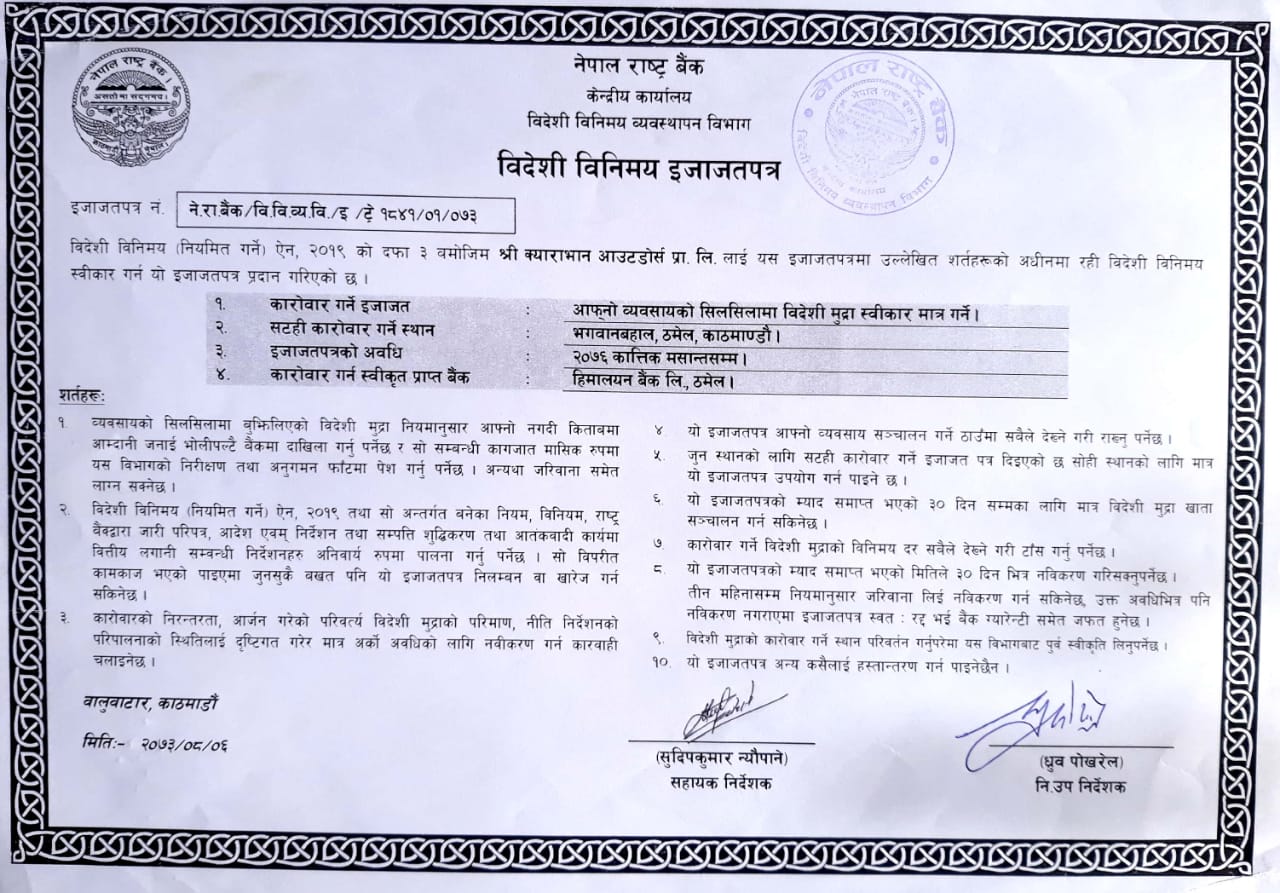 नेपाल राष्ट्र बैंक
असतो मा सद्गमय।
काठमाडौं नेपाल।
नेपाल राष्ट्र बैंक
केन्द्रीय कार्यालय
विदेशी विनिमय व्यवस्थापन विभाग
नेपाल राष्ट्र बैंक
केन्द्रीय कार्यालय
विदेशी विनिमय व्यवस्थापन विभाग
विदेशी विनिमय इजाजतपत्र
इजाजतपत्र नं. ने.रा.बैंक/वि.वि.व्य.वि./इ /ट्रे १८४१/०१/०७३
विदेशी विनिमय (नियमित गर्ने) ऐन, २०१९ को दफा ३ वमोजिम श्री क्याराभान आउटडोर्स प्रा. लि. लाई यस इजाजतपत्रमा उल्लेखित शर्तहरूको अधीनमा रही विदेशी विनिमय
स्वीकार गर्न यो इजाजतपत्र प्रदान गरिएको छ ।
१. कारोवार गर्ने इजाजत : आफ्नो व्यवसायको सिलसिलामा विदेशी मुद्रा स्वीकार मात्र गर्ने।
२. सटही कारोवार गर्ने स्थान : भगवानबहाल, ठमेल, काठमाण्डौ।
३. इजाजतपत्रको अवधि : २०७६ कात्तिक मसान्तसम्म।
४. कारोवार गर्न स्वीकृत प्राप्त बैंक : हिमालयन बैंक लि., ठमेल।
शर्तहरू:
१. व्यवसायको सिलसिलामा बुझिलिएको विदेशी मुद्रा नियमानुसार आफ्नो नगदी कितावमा
आम्दानी जनाई भोलीपल्टै बैंकमा दाखिला गर्नु पर्नेछ र सो सम्बन्धी कागजात मासिक रुपमा
यस विभागको निरीक्षण तथा अनुगमन फाँटमा पेश गर्नु पर्नेछ । अन्यथा जरिवाना समेत
लाग्न सक्नेछ ।
२. विदेशी विनिमय (नियमित गर्ने) ऐन, २०१९ तथा सो अन्तर्गत बनेका नियम, विनियम, राष्ट्र
बैंकद्वारा जारी परिपत्र, आदेश एवम् निर्देशन तथा सम्पत्ति शुद्धिकरण तथा आतंकवादी कार्यमा
वित्तीय लगानी सम्वन्धी निर्देशनहरु अनिवार्य रुपमा पालना गर्नु पर्नेछ । सो विपरीत
कामकाज भएको पाइएमा जुनसुकै बखत पनि यो इजाजतपत्र निलम्बन वा खारेज गर्न
सकिनेछ ।
३. कारोवारको निरन्तरता, आर्जन गरेको परिवर्त्य विदेशी मुद्राको परिमाण, नीति निर्देशनको
परिपालनाको स्थितिलाई दृष्टिगत गरेर मात्र अर्को अवधिको लागि नवीकरण गर्न कारवाही
चलाइनेछ ।
४. यो इजाजतपत्र आफ्नो व्यवसाय सञ्चालन गर्ने ठाउँमा सवैले देख्ने गरी राख्नु पर्नेछ ।
५. जुन स्थानको लागि सटही कारोवार गर्ने इजाजत पत्र दिइएको छ सोही स्थानको लागि मात्र
यो इजाजतपत्र उपयोग गर्न पाइने छ ।
६. यो इजाजतपत्रको म्याद समाप्त भएको ३० दिन सम्मका लागि मात्र विदेशी मुद्रा खाता
सञ्चालन गर्न सकिनेछ ।
७. कारोवार गर्ने विदेशी मुद्राको विनिमय दर सवैले देख्ने गरी टाँस गर्नु पर्नेछ ।
८. यो इजाजतपत्रको म्याद समाप्त भएको मितिले ३० दिन भित्र नविकरण गरिसक्नुपर्नेछ ।
तीन महिनासम्म नियमानुसार जरिवाना लिई नविकरण गर्न सकिनेछ, उक्त अवधिभित्र पनि
नविकरण नगराएमा इजाजतपत्र स्वत : रद्द भई बैंक ग्यारेन्टी समेत जफत हुनेछ ।
९. विदेशी मुद्राको कारोवार गर्ने स्थान परिवर्तन गर्नुपरेमा यस विभागबाट पुर्व स्वीकृति लिनुपर्नेछ ।
१०. यो इजाजतपत्र अन्य कसैलाई हस्तान्तरण गर्न पाइनेछैन ।
वालुवाटार, काठमाडौं
मितिः- २०७३/०८/०६
(सुदिपकुमार न्यौपाने)
सहायक निर्देशक
(ध्रुव पोखरेल)
नि.उप निर्देशक